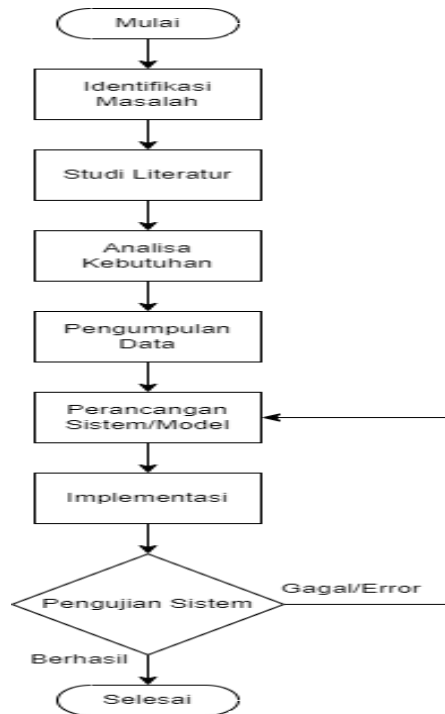 Mulai
Identifikasi
Masalah
Studi Literatur
Analisa
Kebutuhan
Pengumpulan
Data
Perancangan
Sistem/Model
Implementasi
Pengujian Sistem
Gagal/Error
Berhasil
Selesai